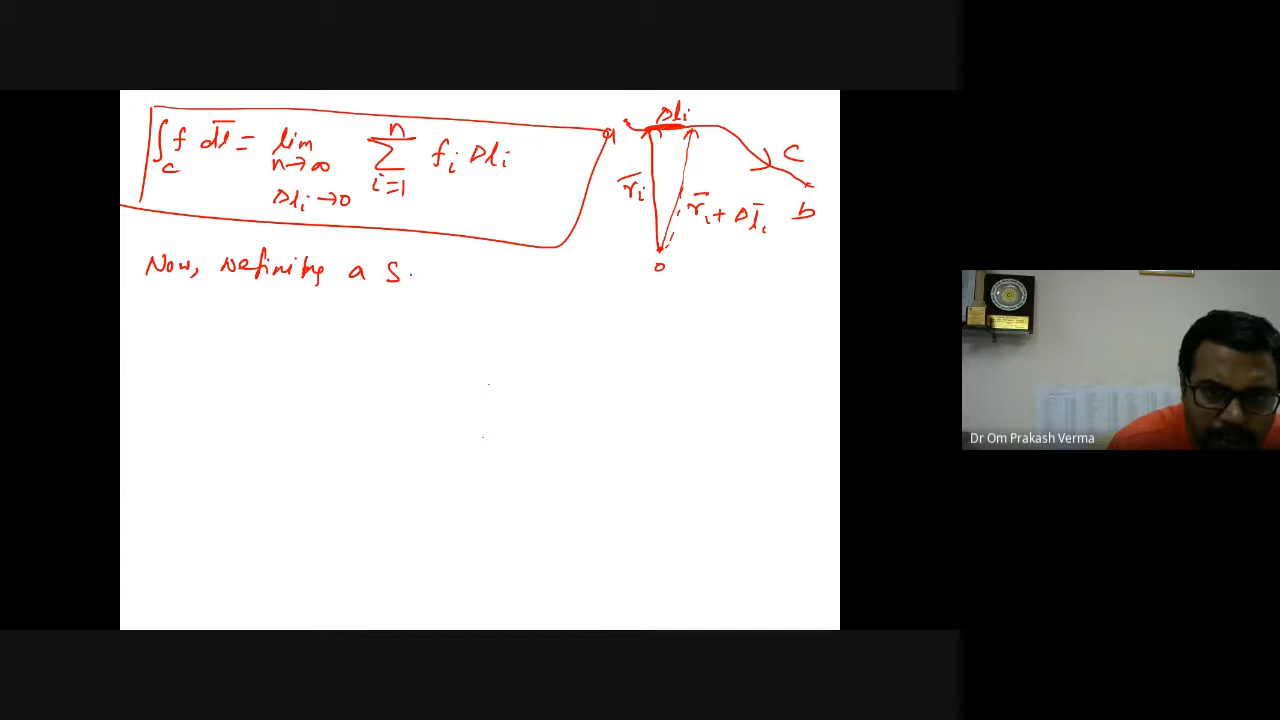 ∫_C f d̅l̅ = lim_{n→∞, Δl_i→0} Σ_{i=1}^{n} f_i Δl_i
Δl_i
a
C
b
r̅_i
r̅_i + Δl̅_i
o
Now, Defining a S
Dr Om Prakash Verma